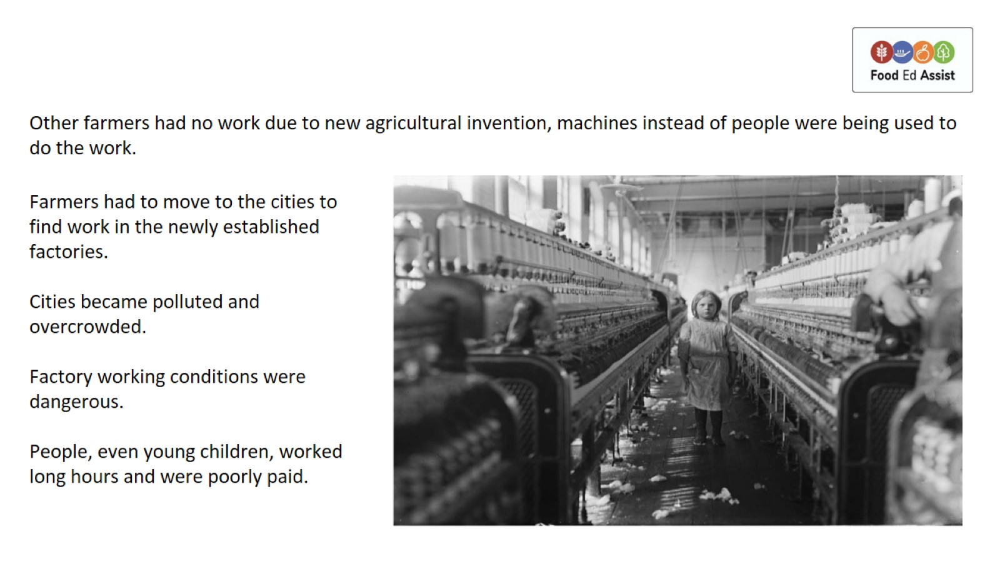 Food Ed Assist
Other farmers had no work due to new agricultural invention, machines instead of people were being used to
do the work.
Farmers had to move to the cities to
find work in the newly established
factories.
Cities became polluted and
overcrowded.
Factory working conditions were
dangerous.
People, even young children, worked
long hours and were poorly paid.